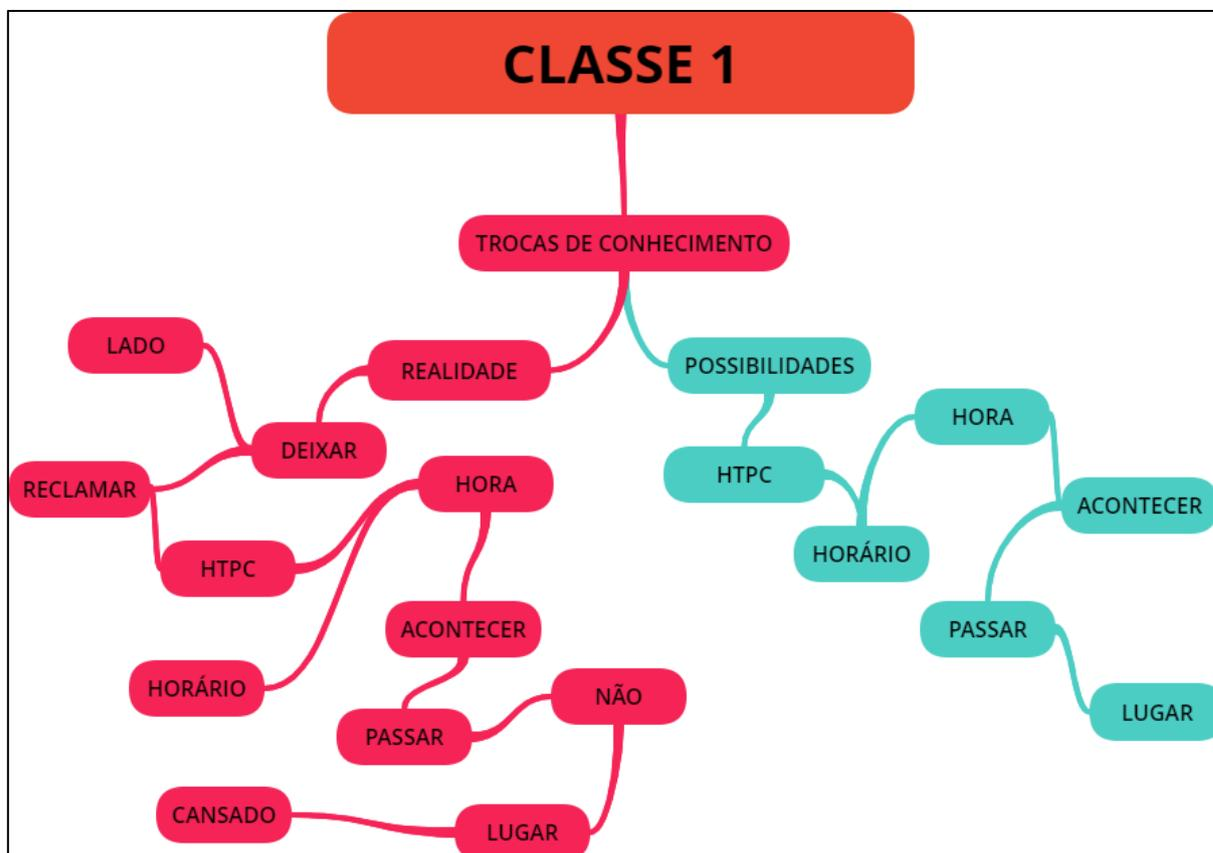 CLASSE 1
TROCAS DE CONHECIMENTO
LADO
REALIDADE
POSSIBILIDADES
DEIXAR
HORA
RECLAMAR
HORA
HTPC
ACONTECER
HTPC
HORÁRIO
ACONTECER
PASSAR
HORÁRIO
NÃO
PASSAR
LUGAR
CANSADO
LUGAR